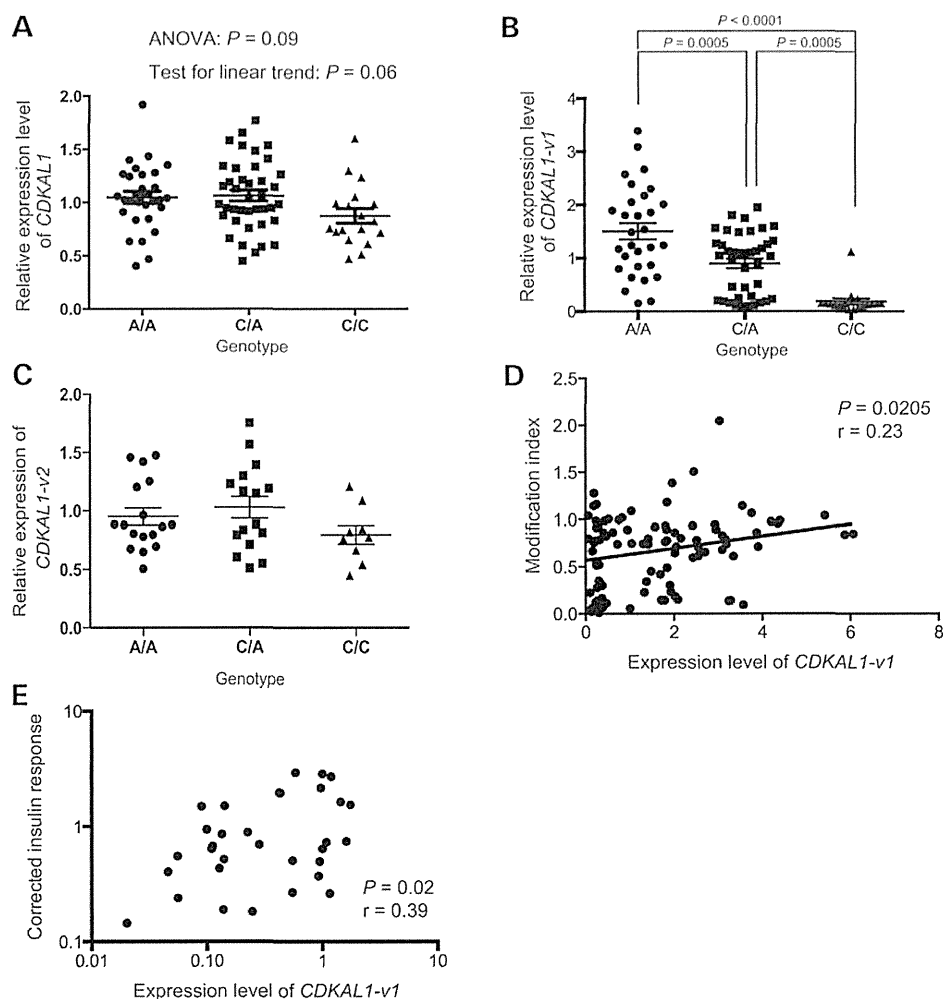 A
ANOVA: P = 0.09
Test for linear trend: P = 0.06
Relative expression level
of CDKAL1
2.0
1.5
1.0
0.5
0.0
A/A
C/A
C/C
Genotype
B
P < 0.0001
P = 0.0005
P = 0.0005
Relative expression level
of CDKAL1-v1
4
3
2
1
0
A/A
C/A
C/C
Genotype
C
Relative expression of
CDKAL1-v2
2.0
1.5
1.0
0.5
0.0
A/A
C/A
C/C
Genotype
D
P = 0.0205
r = 0.23
Modification index
2.5
2.0
1.5
1.0
0.5
0.0
0
2
4
6
8
Expression level of CDKAL1-v1
E
Corrected insulin response
10
1
0.1
P = 0.02
r = 0.39
0.01
0.10
1
10
Expression level of CDKAL1-v1